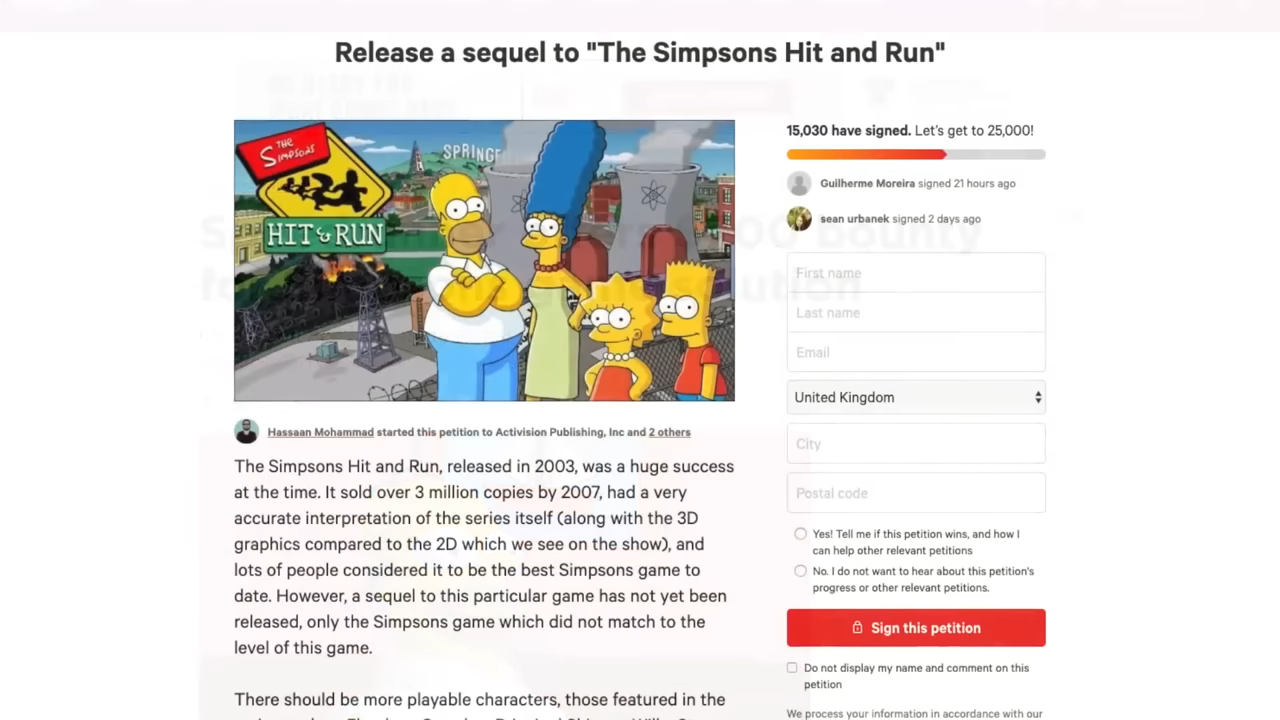 Release a sequel to "The Simpsons Hit and Run"
THE
SIMPSONS
HIT & RUN
SPRINGF
15,030 have signed. Let's get to 25,000!
Guilherme Moreira signed 21 hours ago
sean urbanek signed 2 days ago
First name
Last name
Email
United Kingdom
City
Postal code
Yes! Tell me if this petition wins, and how I
can help other relevant petitions
No. I do not want to hear about this petition's
progress or other relevant petitions.
Sign this petition
Do not display my name and comment on this
petition
We process your information in accordance with our
Hassaan Mohammad started this petition to Activision Publishing, Inc and 2 others
The Simpsons Hit and Run, released in 2003, was a huge success
at the time. It sold over 3 million copies by 2007, had a very
accurate interpretation of the series itself (along with the 3D
graphics compared to the 2D which we see on the show), and
lots of people considered it to be the best Simpsons game to
date. However, a sequel to this particular game has not yet been
released, only the Simpsons game which did not match to the
level of this game.
There should be more playable characters, those featured in the
bounty
solution